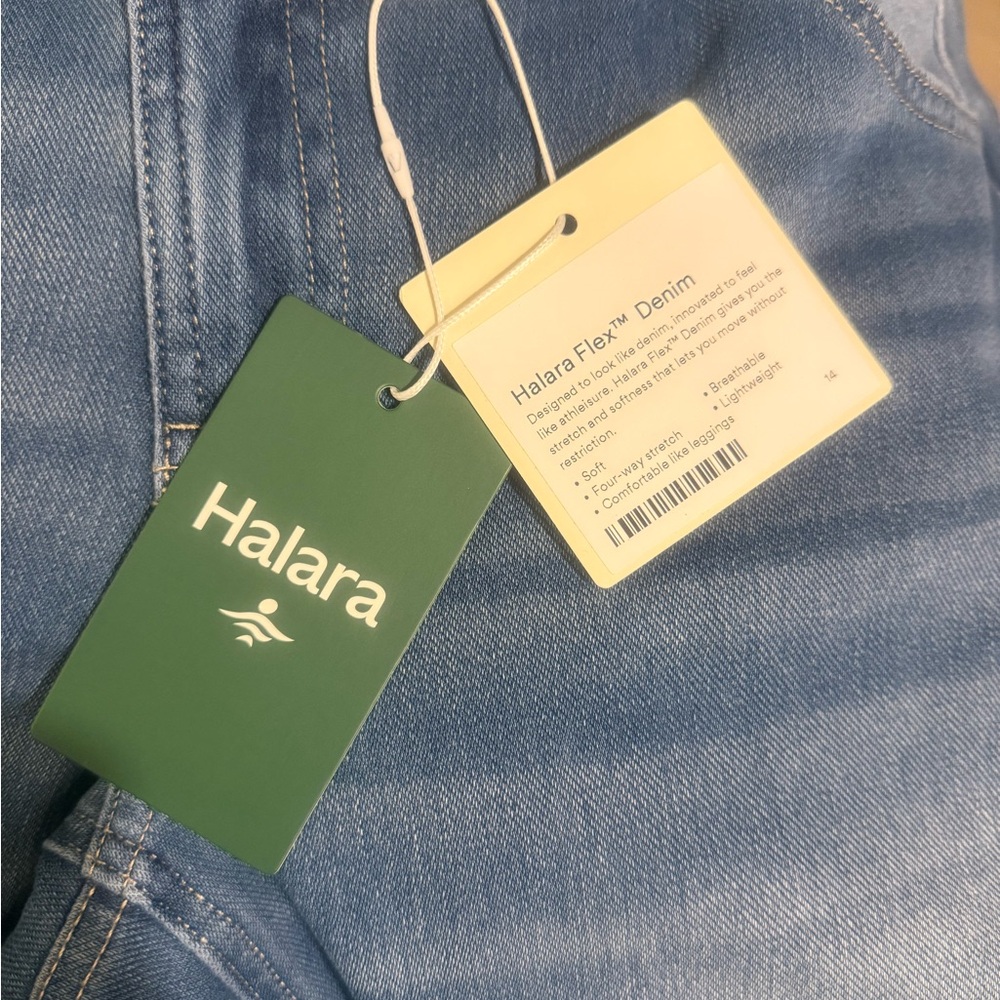 Halara
Halara Flex™ Denim
Designed to look like denim, innovated to feel
like athleisure. Halara Flex™ Denim gives you the
stretch and softness that lets you move without
restriction.
• Soft
• Four-way stretch
• Comfortable like leggings
• Breathable
• Lightweight
14